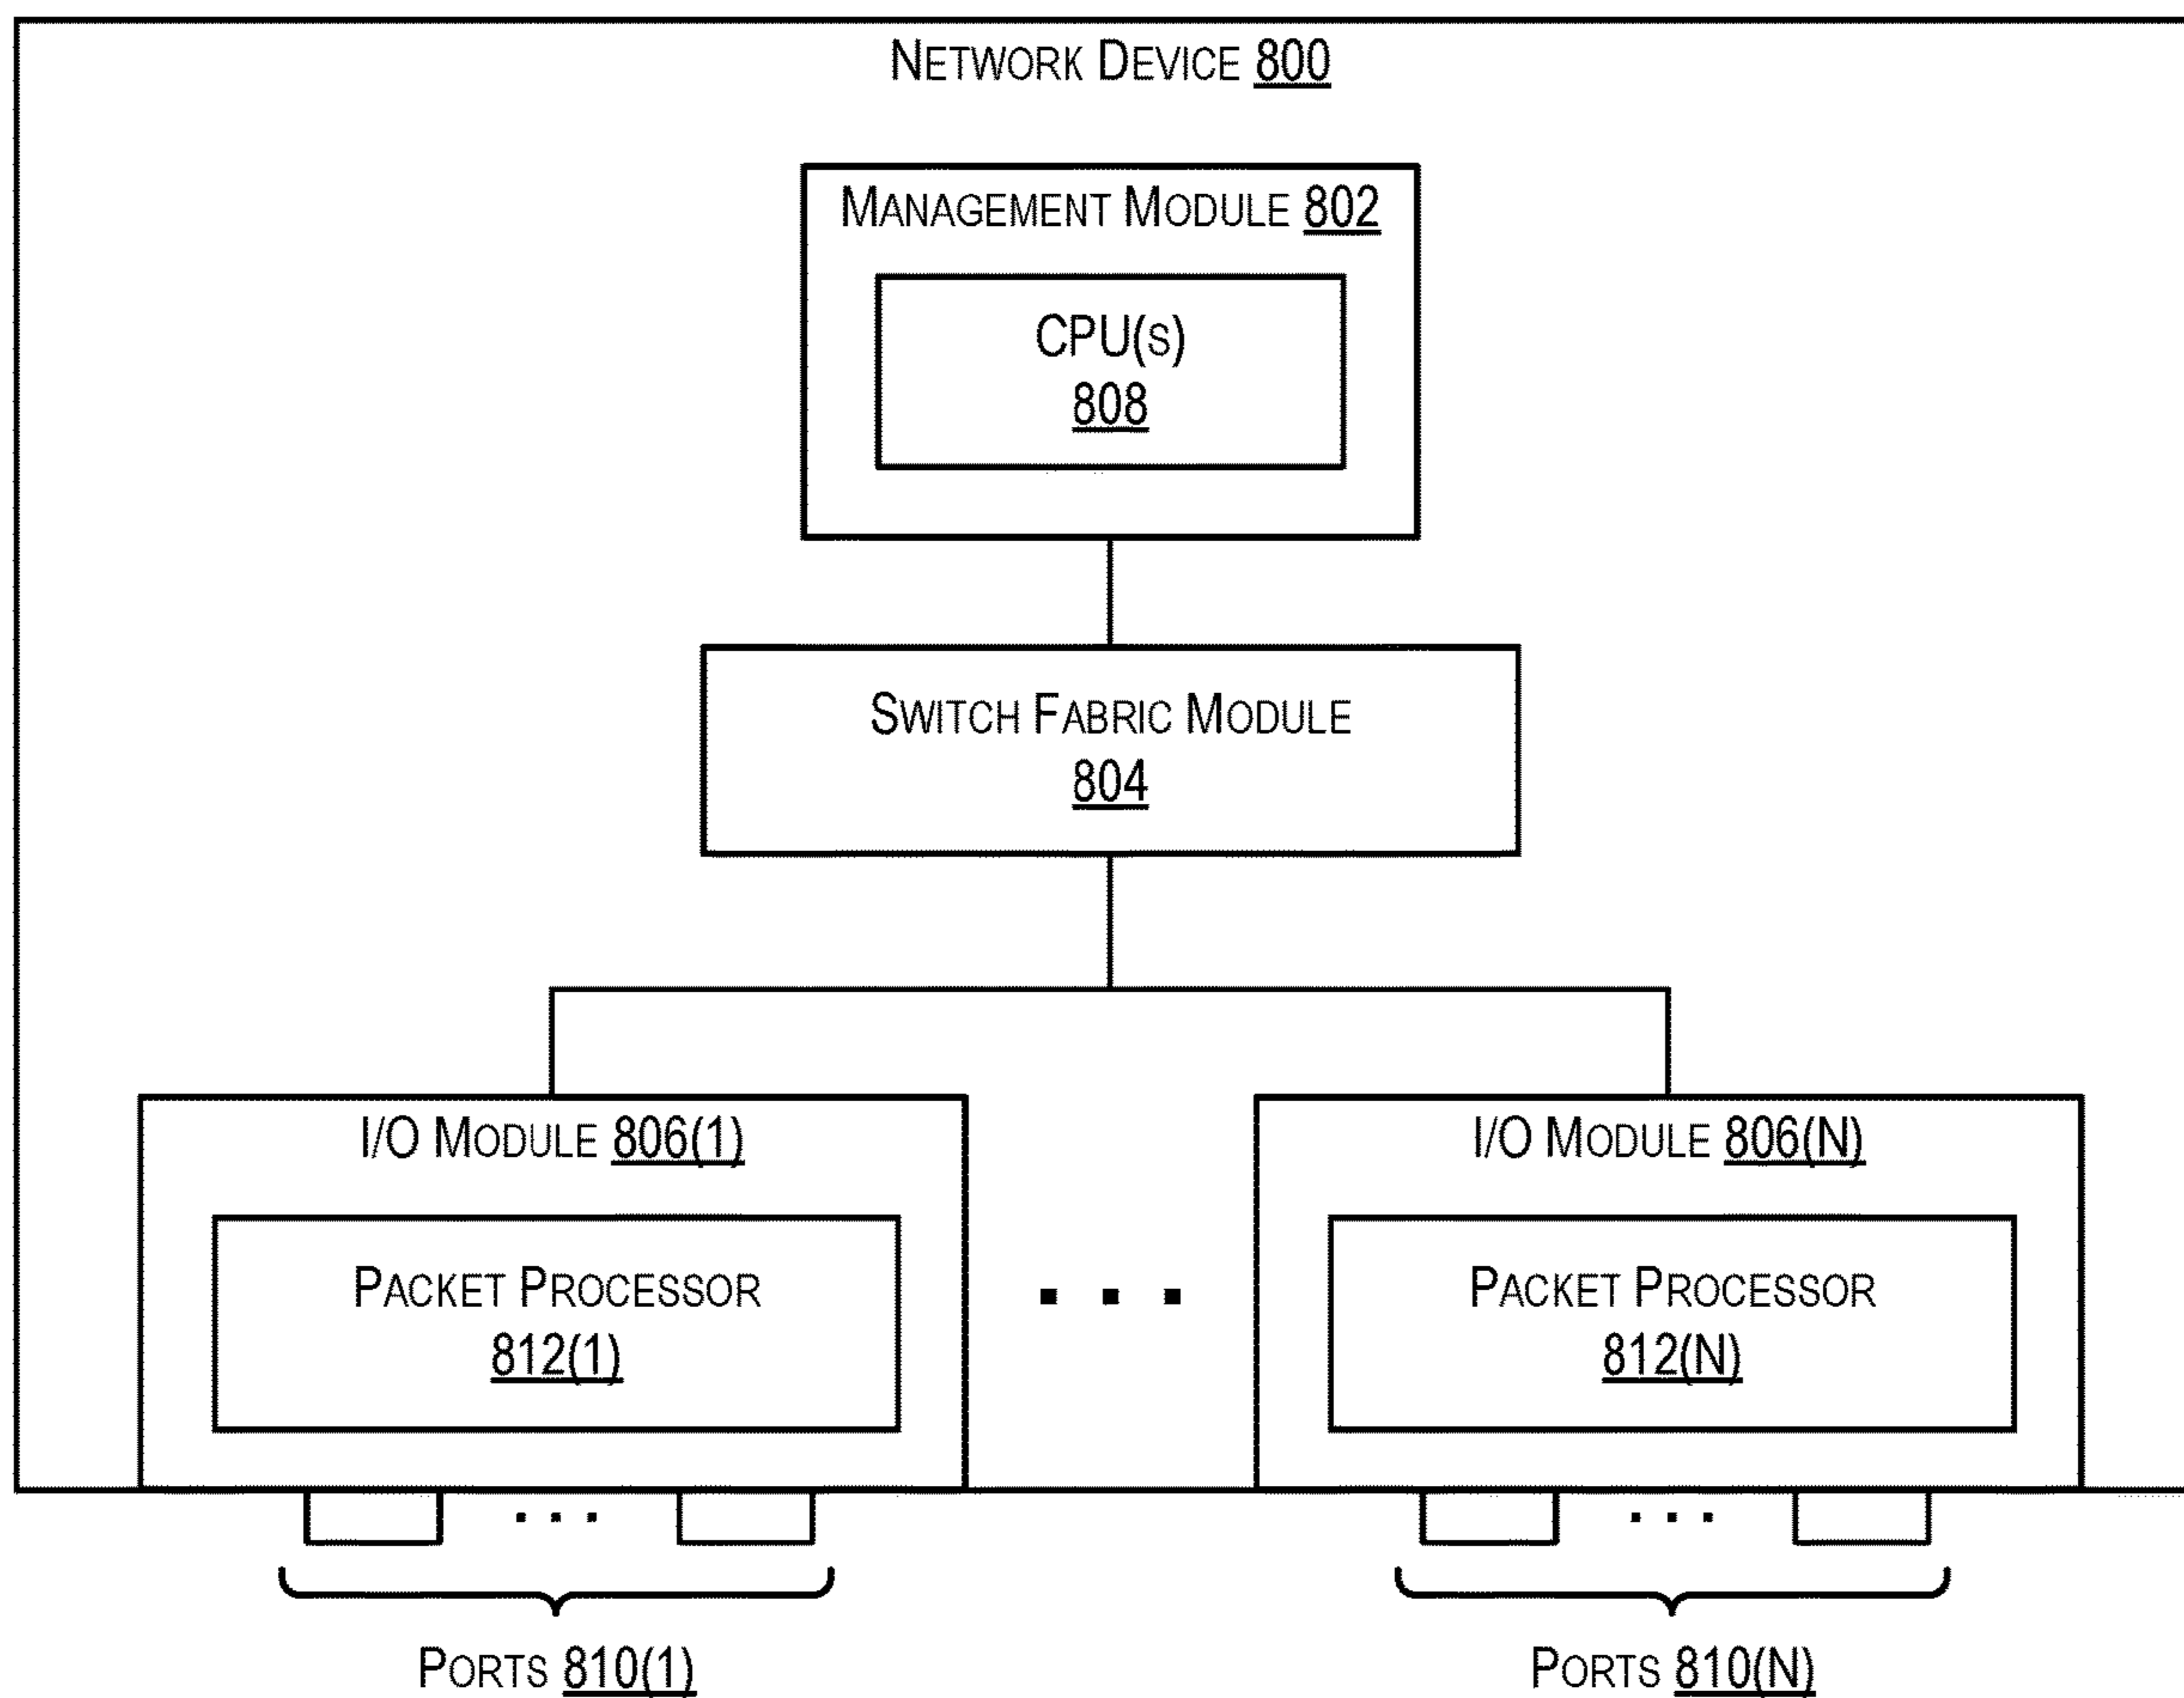 NETWORK DEVICE 800
MANAGEMENT MODULE 802
CPU(S)
808
SWITCH FABRIC MODULE
804
I/O MODULE 806(1)
I/O MODULE 806(N)
PACKET PROCESSOR
812(1)
. . .
PACKET PROCESSOR
812(N)
. . .
. . .
PORTS 810(1)
PORTS 810(N)